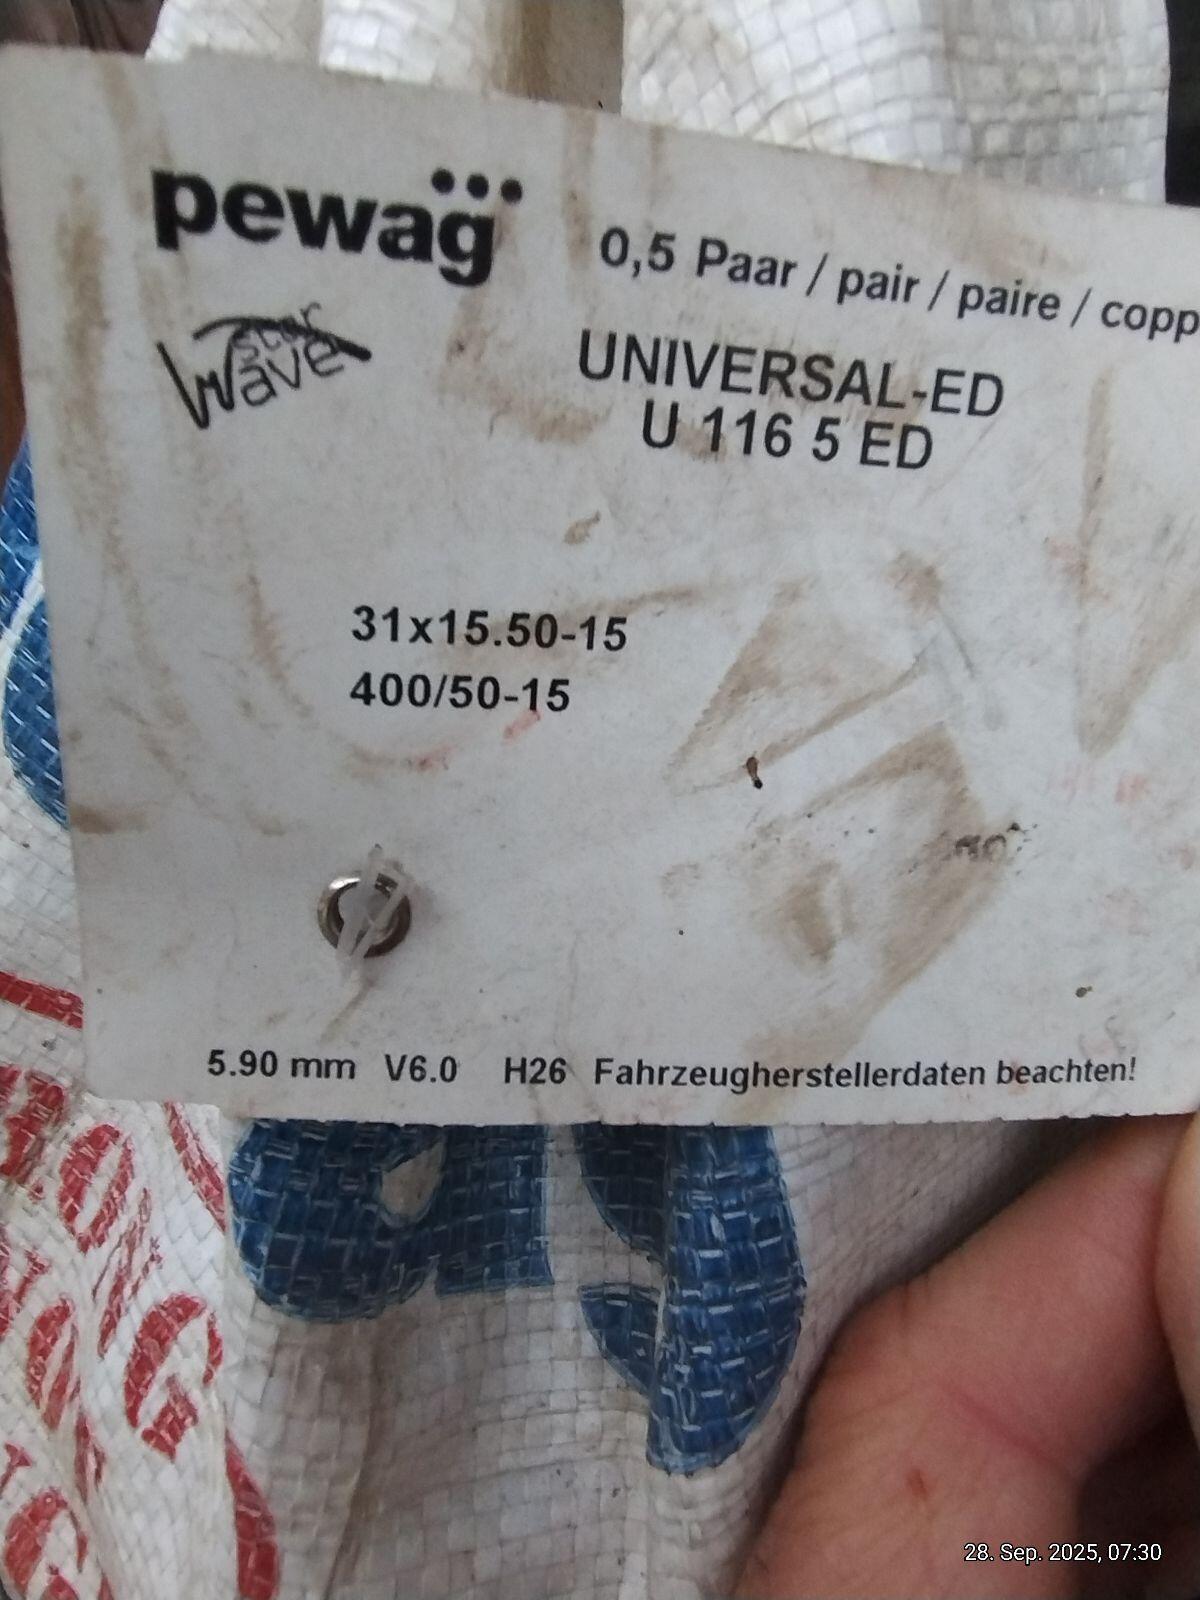 pewag
0,5 Paar / pair / paire / copp
star
Wave
UNIVERSAL-ED
U 116 5 ED
31x15.50-15
400/50-15
5.90 mm V6.0 H26 Fahrzeugherstellerdaten beachten!
28. Sep. 2025, 07:30